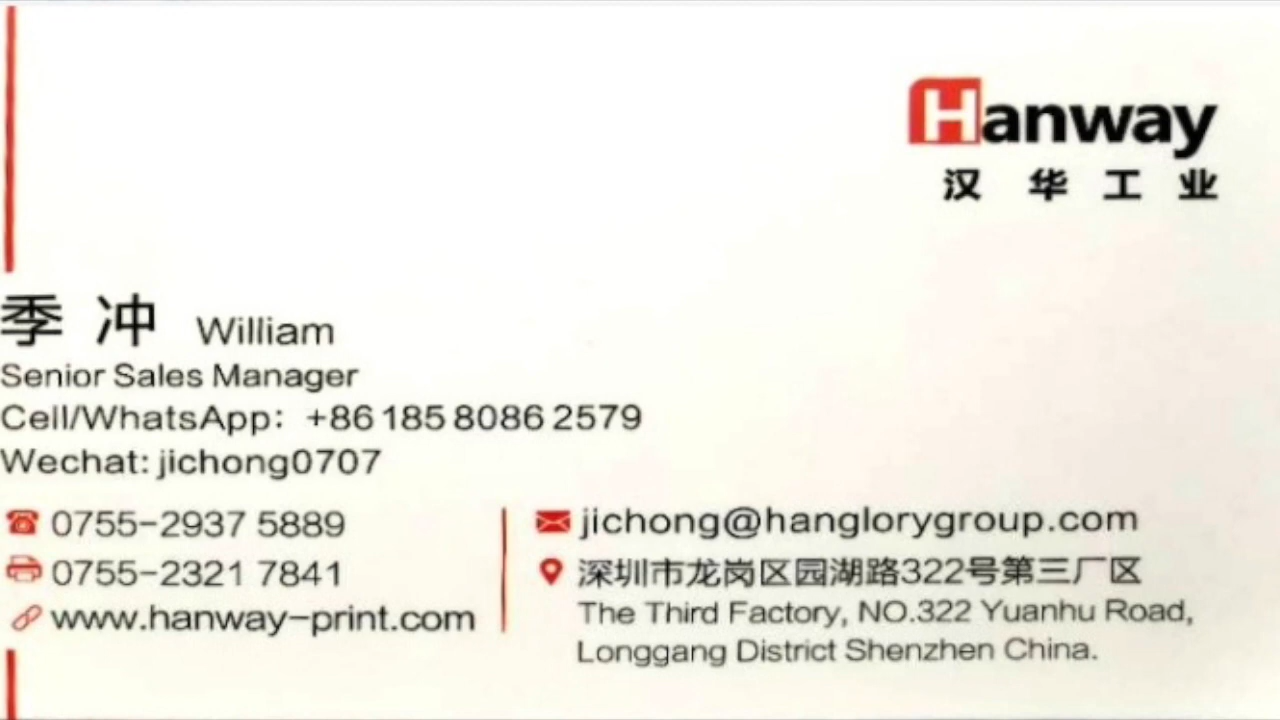 Hanway
汉华工业
季冲 William
Senior Sales Manager
Cell/WhatsApp: +86 185 8086 2579
Wechat: jichong0707
0755-2937 5889
0755-2321 7841
www.hanway-print.com
jichong@hanglorygroup.com
深圳市龙岗区园湖路322号第三厂区
The Third Factory, NO.322 Yuanhu Road,
Longgang District Shenzhen China.